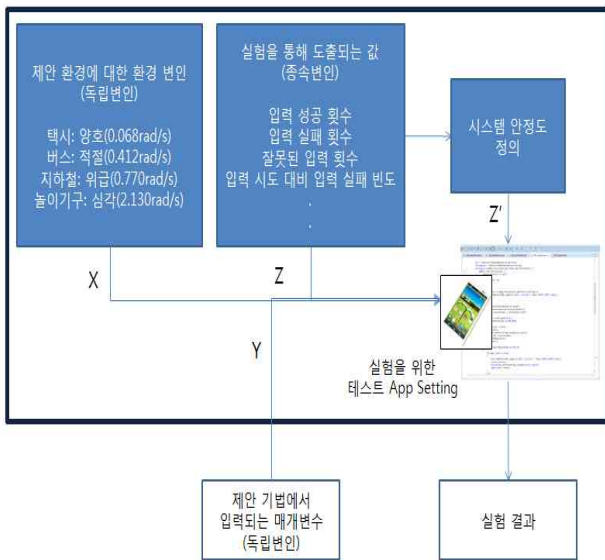 제안 환경에 대한 환경 변인
(독립변인)
택시: 양호(0.068rad/s)
버스: 적절(0.412rad/s)
지하철: 위급(0.770rad/s)
놀이기구: 심각(2.130rad/s)
실험을 통해 도출되는 값
(종속변인)
입력 성공 횟수
입력 실패 횟수
잘못된 입력 횟수
입력 시도 대비 입력 실패 빈도
.
.
시스템 안정도
정의
X
Z
Z'
Y
실험을 위한
테스트 App Setting
제안 기법에서
입력되는 매개변수
(독립변인)
실험 결과